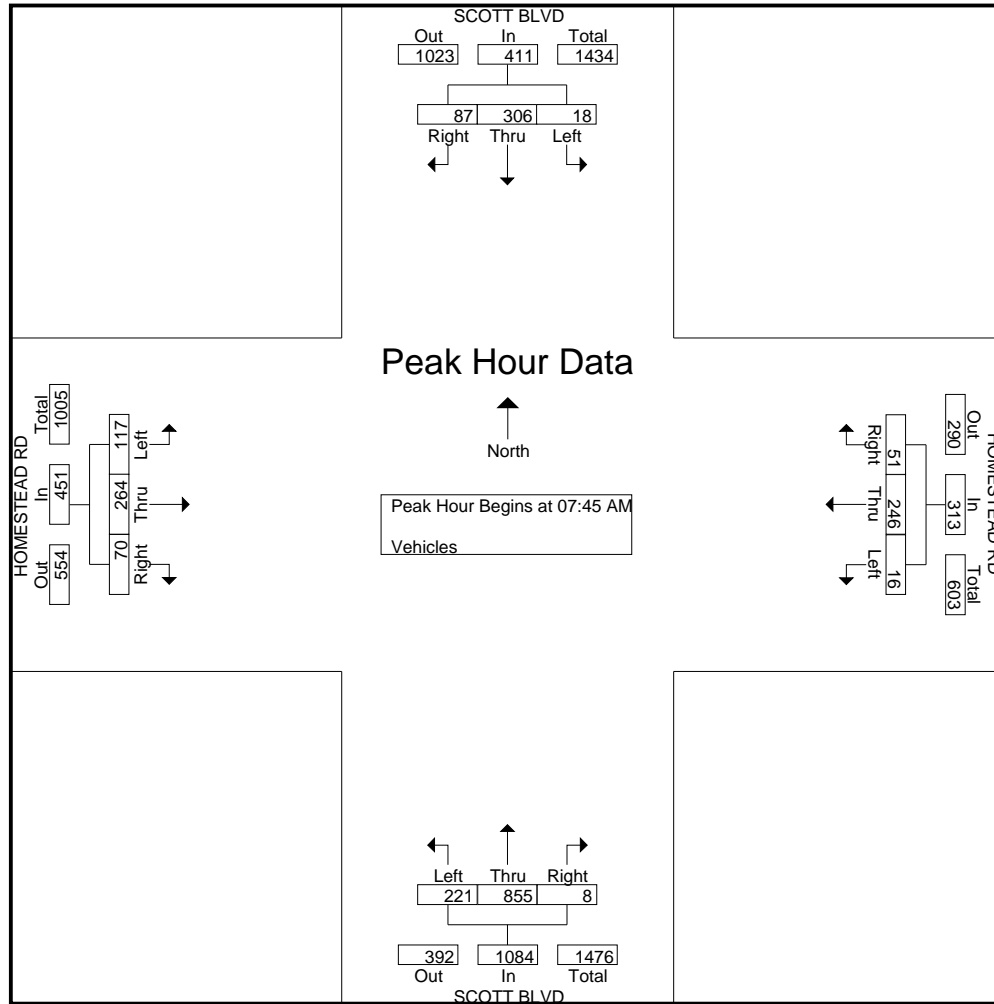 SCOTT BLVD
Out In Total
1023 411 1434
87 306 18
Right Thru Left
Peak Hour Data
North
Peak Hour Begins at 07:45 AM
Vehicles
HOMESTEAD RD
Total In Out
1005 451 554
117 264 70
Left Thru Right
HOMESTEAD RD
Out In Total
290 313 603
51 246 16
Right Thru Left
Left Thru Right
221 855 8
392 1084 1476
Out In Total
SCOTT BLVD